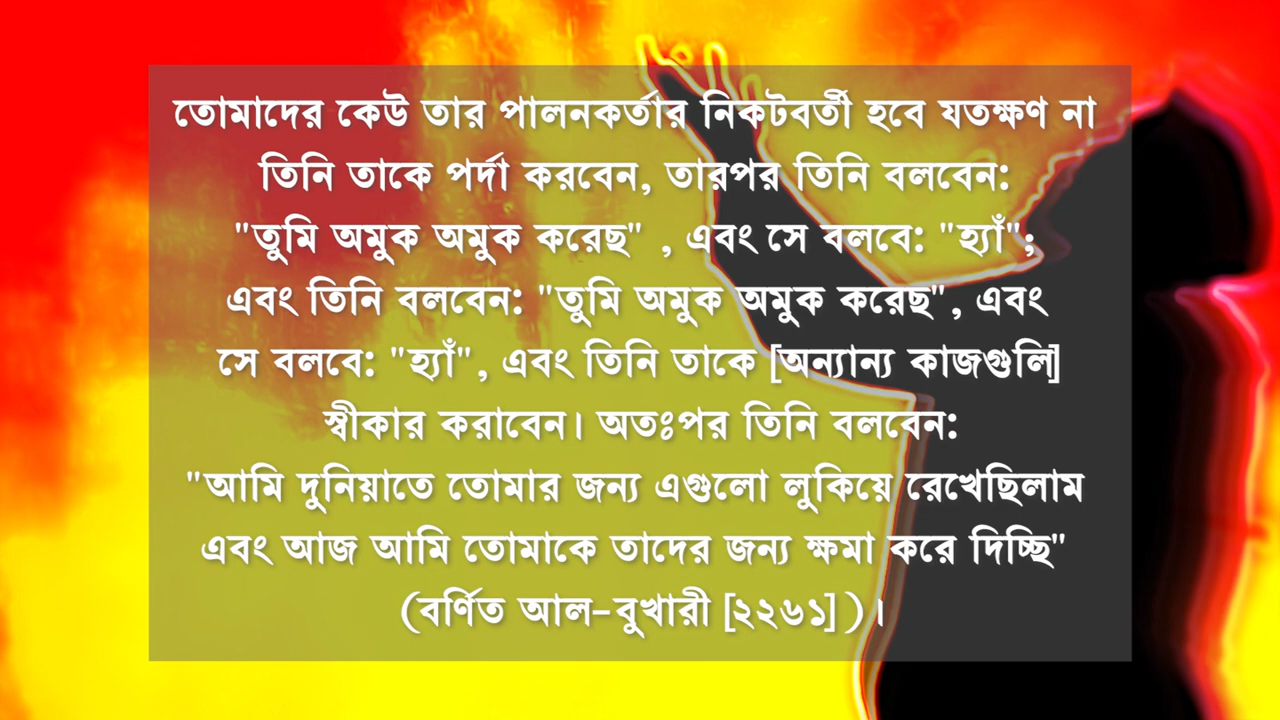 তোমাদের কেউ তার পালনকর্তার নিকটবর্তী হবে যতক্ষণ না
তিনি তাকে পর্দা করবেন, তারপর তিনি বলবেন:
"তুমি অমুক অমুক করেছ" , এবং সে বলবে: "হ্যাঁ";
এবং তিনি বলবেন: "তুমি অমুক অমুক করেছ", এবং
সে বলবে: "হ্যাঁ", এবং তিনি তাকে [অন্যান্য কাজগুলি]
স্বীকার করাবেন। অতঃপর তিনি বলবেন:
"আমি দুনিয়াতে তোমার জন্য এগুলো লুকিয়ে রেখেছিলাম
এবং আজ আমি তোমাকে তাদের জন্য ক্ষমা করে দিচ্ছি"
(বর্ণিত আল-বুখারী [২২৬১] )।